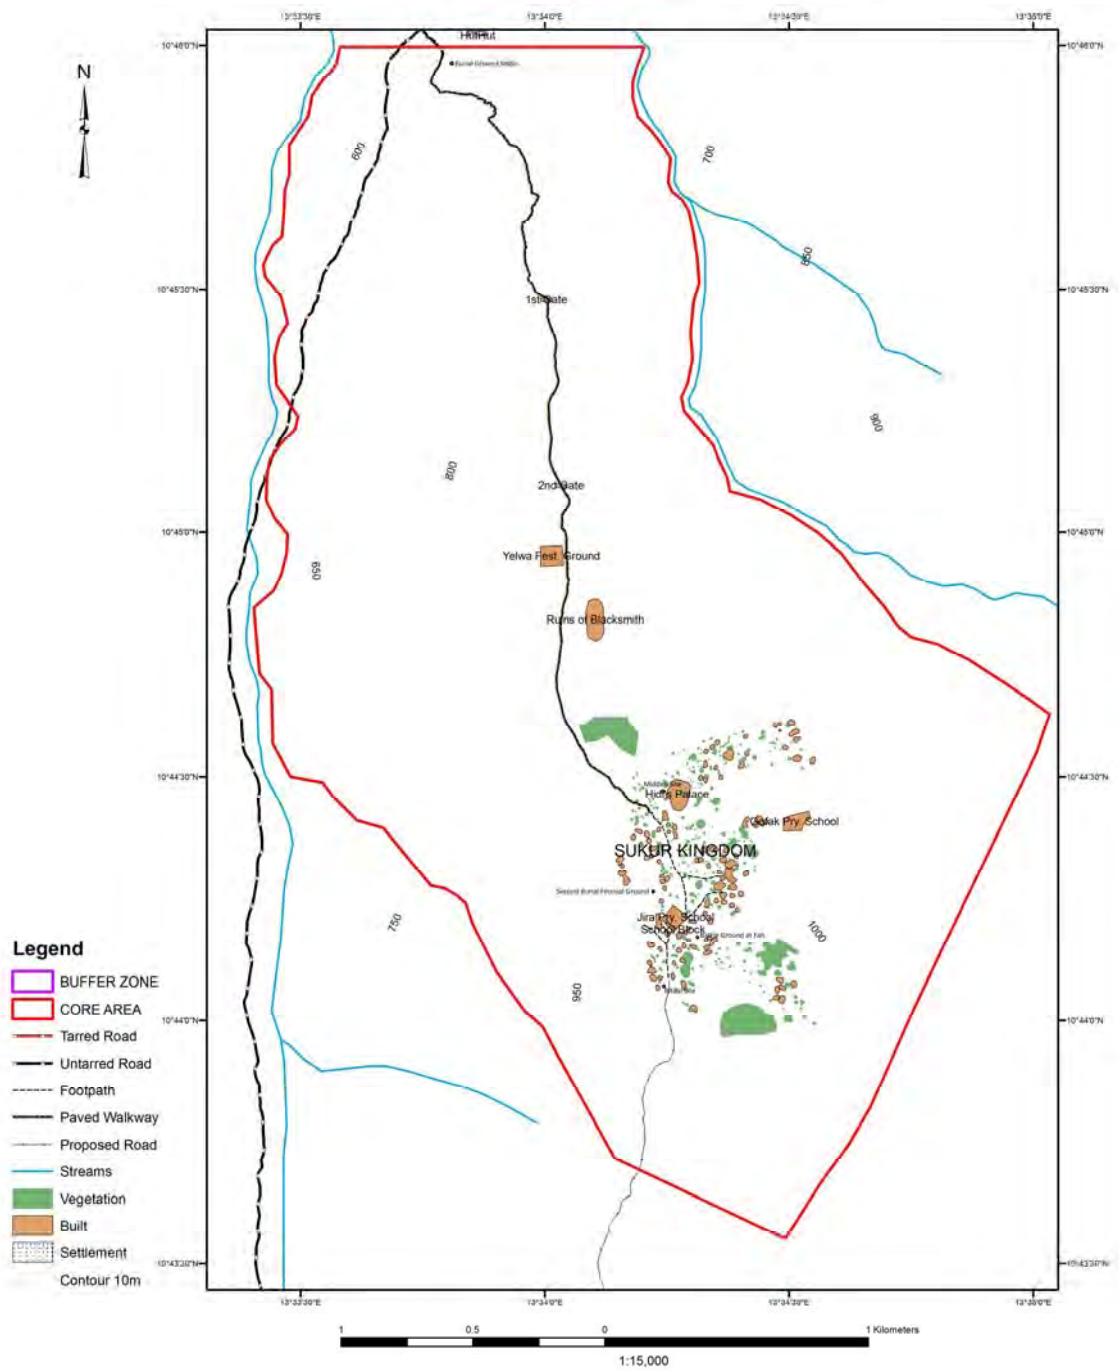 13°33'30"E
13°34'0"E
13°34'30"E
13°35'0"E
10°46'0"N
10°46'0"N
N
600
700
850
10°45'30"N
10°45'30"N
1st Gate
900
800
2nd Gate
10°45'0"N
10°45'0"N
Yelwa Fest. Ground
650
Ruins of Blacksmith
10°44'30"N
10°44'30"N
Hidi's Palace
Pry. School
SUKUR KINGDOM
Second Burial Ground
Jira Pry. School
School Block
750
1000
950
10°44'0"N
10°44'0"N
10°43'30"N
10°43'30"N
13°33'30"E
13°34'0"E
13°34'30"E
13°35'0"E
Legend
BUFFER ZONE
CORE AREA
Tarred Road
Untarred Road
Footpath
Paved Walkway
Proposed Road
Streams
Vegetation
Built
Settlement
Contour 10m
1
0.5
0
1 Kilometers
1:15,000